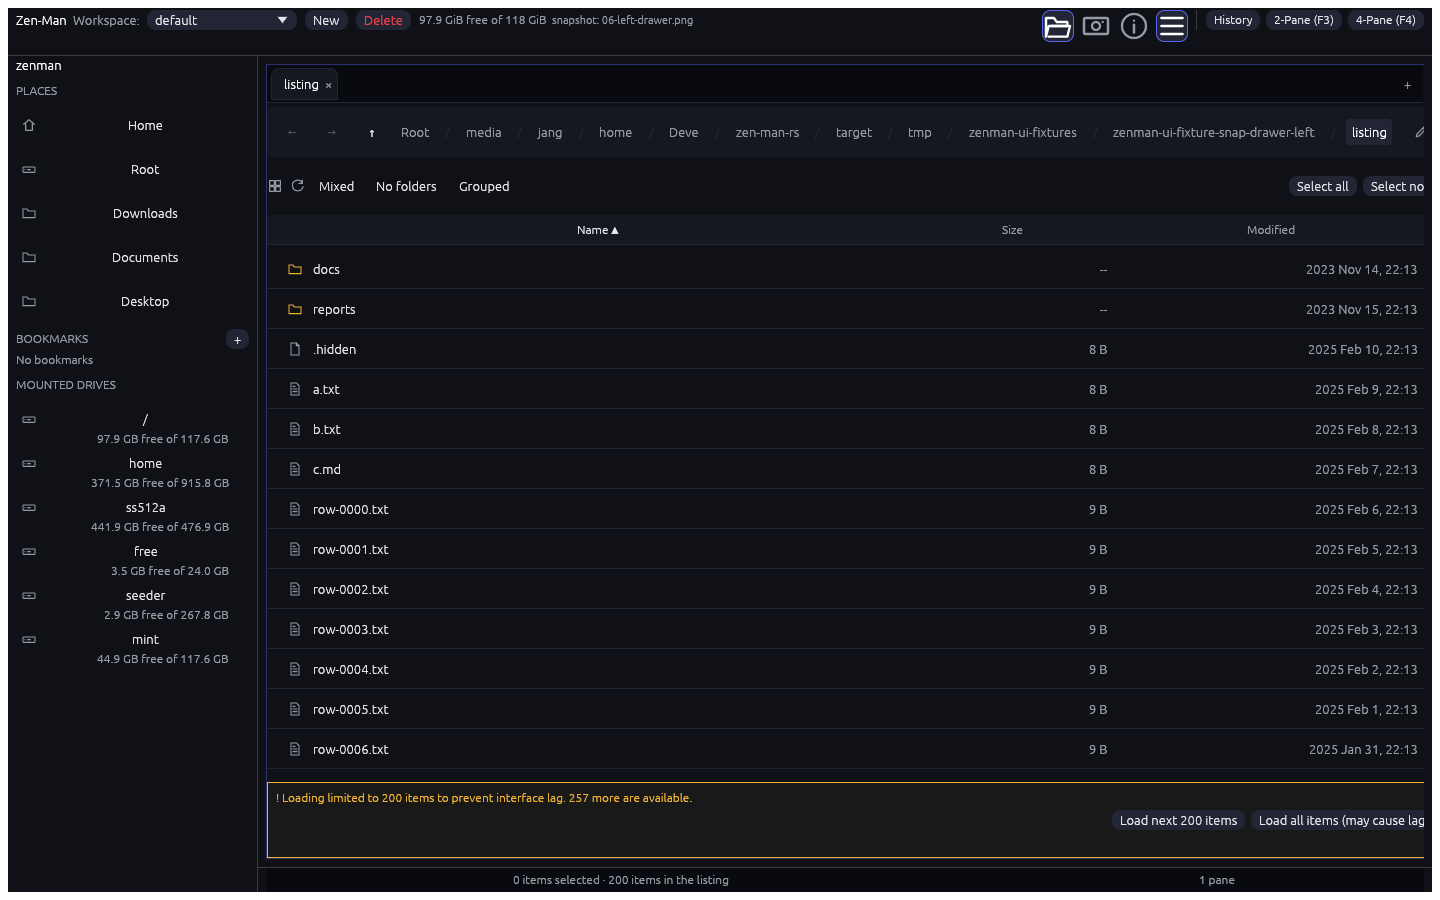 Zen-Man Workspace: default New Delete 97.9 GiB free of 118 GiB snapshot: 06-left-drawer.png History 2-Pane (F3) 4-Pane (F4)
zenman
PLACES
Home
Root
Downloads
Documents
Desktop
BOOKMARKS +
No bookmarks
MOUNTED DRIVES
/
97.9 GB free of 117.6 GB
home
371.5 GB free of 915.8 GB
ss512a
441.9 GB free of 476.9 GB
free
3.5 GB free of 24.0 GB
seeder
2.9 GB free of 267.8 GB
mint
44.9 GB free of 117.6 GB
listing × +
← → ↑ Root / media / jang / home / Deve / zen-man-rs / target / tmp / zenman-ui-fixtures / zenman-ui-fixture-snap-drawer-left / listing
Mixed No folders Grouped Select all Select no
Name ▲ Size Modified
docs -- 2023 Nov 14, 22:13
reports -- 2023 Nov 15, 22:13
.hidden 8 B 2025 Feb 10, 22:13
a.txt 8 B 2025 Feb 9, 22:13
b.txt 8 B 2025 Feb 8, 22:13
c.md 8 B 2025 Feb 7, 22:13
row-0000.txt 9 B 2025 Feb 6, 22:13
row-0001.txt 9 B 2025 Feb 5, 22:13
row-0002.txt 9 B 2025 Feb 4, 22:13
row-0003.txt 9 B 2025 Feb 3, 22:13
row-0004.txt 9 B 2025 Feb 2, 22:13
row-0005.txt 9 B 2025 Feb 1, 22:13
row-0006.txt 9 B 2025 Jan 31, 22:13
! Loading limited to 200 items to prevent interface lag. 257 more are available.
Load next 200 items Load all items (may cause lag
0 items selected · 200 items in the listing 1 pane